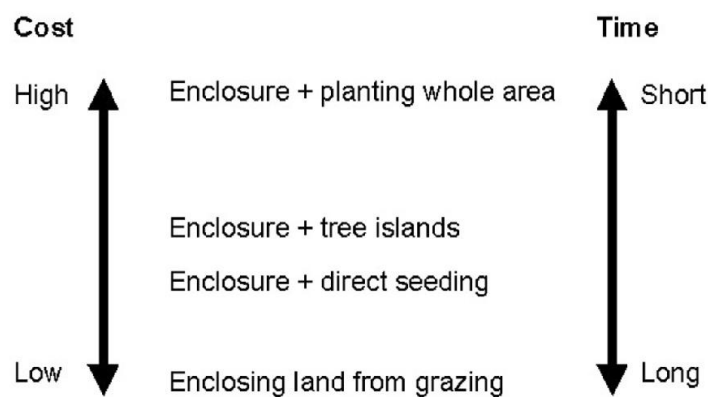 Cost Time
High Enclosure + planting whole area Short
Enclosure + tree islands
Enclosure + direct seeding
Low Enclosing land from grazing Long